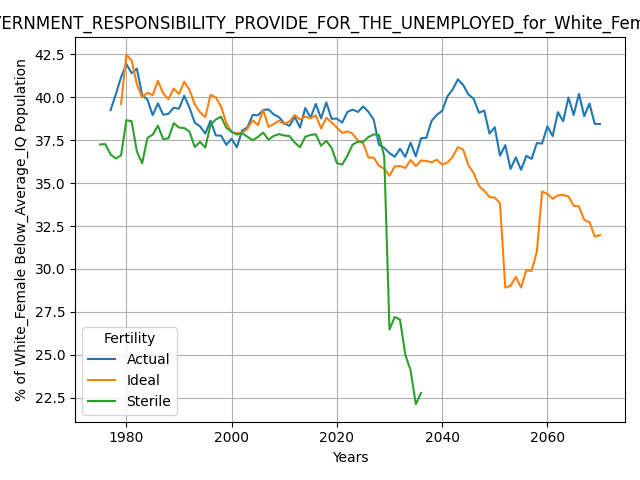 VERNMENT_RESPONSIBILITY_PROVIDE_FOR_THE_UNEMPLOYED_for_White_Fem
% of White_Female Below_Average_IQ Population
42.5
40.0
37.5
35.0
32.5
30.0
27.5
25.0
22.5
Fertility
Actual
Ideal
Sterile
1980 2000 2020 2040 2060
Years